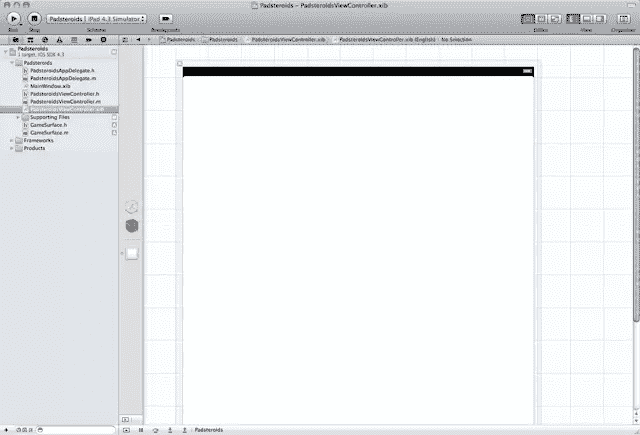 Padsteroids – PadsteroidsViewController.xib
Padsteroids | iPad 4.3 Simulator
Run Stop Scheme Breakpoints Editor View Organizer
Padsteroids Padsteroids PadsteroidsViewController.xib PadsteroidsViewController.xib (English) No Selection
Padsteroids
1 target, iOS SDK 4.3
Padsteroids
PadsteroidsAppDelegate.h
PadsteroidsAppDelegate.m
MainWindow.xib
PadsteroidsViewController.h
PadsteroidsViewController.m
PadsteroidsViewController.xib
Supporting Files
GameSurface.h
GameSurface.m
Frameworks
Products
Padsteroids